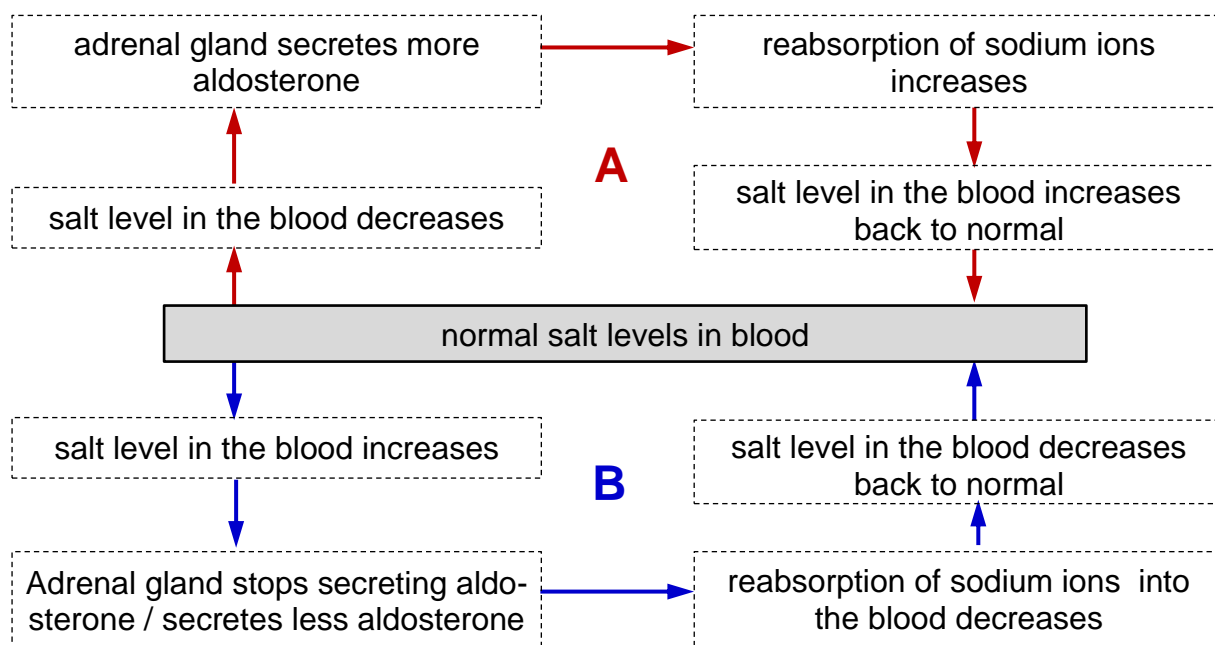 adrenal gland secretes more
aldosterone
reabsorption of sodium ions
increases
A
salt level in the blood decreases
salt level in the blood increases
back to normal
normal salt levels in blood
salt level in the blood increases
B
salt level in the blood decreases
back to normal
Adrenal gland stops secreting aldo-
sterone / secretes less aldosterone
reabsorption of sodium ions  into
the blood decreases